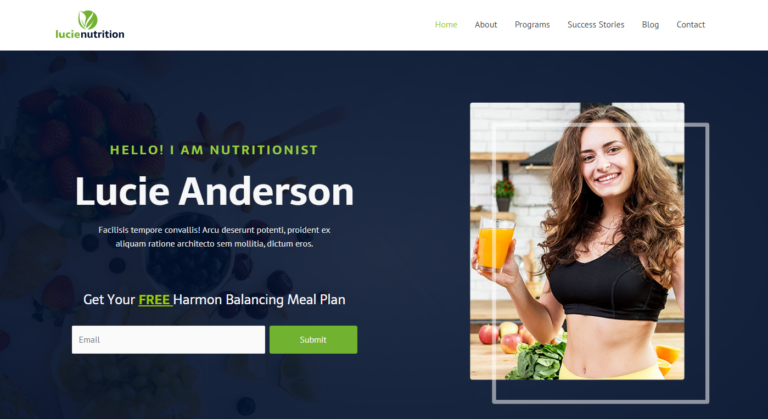 lucienutrition
Home About Programs Success Stories Blog Contact
HELLO! I AM NUTRITIONIST
Lucie Anderson
Facilisis tempore convallis! Arcu deserunt potenti, proident ex
aliquam ratione architecto sem mollitia, dictum eros.
Get Your FREE Harmon Balancing Meal Plan
Email
Submit